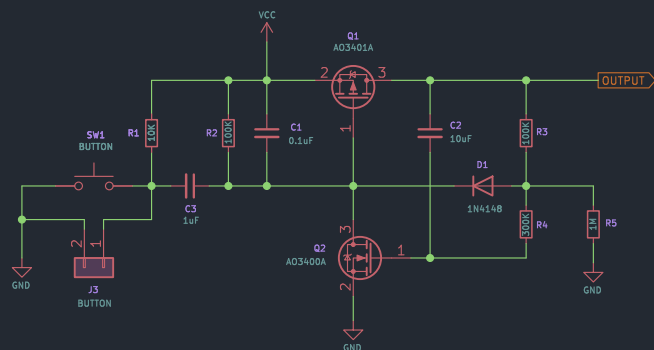 VCC
Q1
AO3401A
2
3
1
OUTPUT
R1
10K
R2
100K
C1
0.1uF
C2
10uF
R3
100K
SW1
BUTTON
C3
1uF
D1
1N4148
R4
300K
R5
1M
3
Q2
AO3400A
1
2
2
1
GND
J3
BUTTON
GND
GND